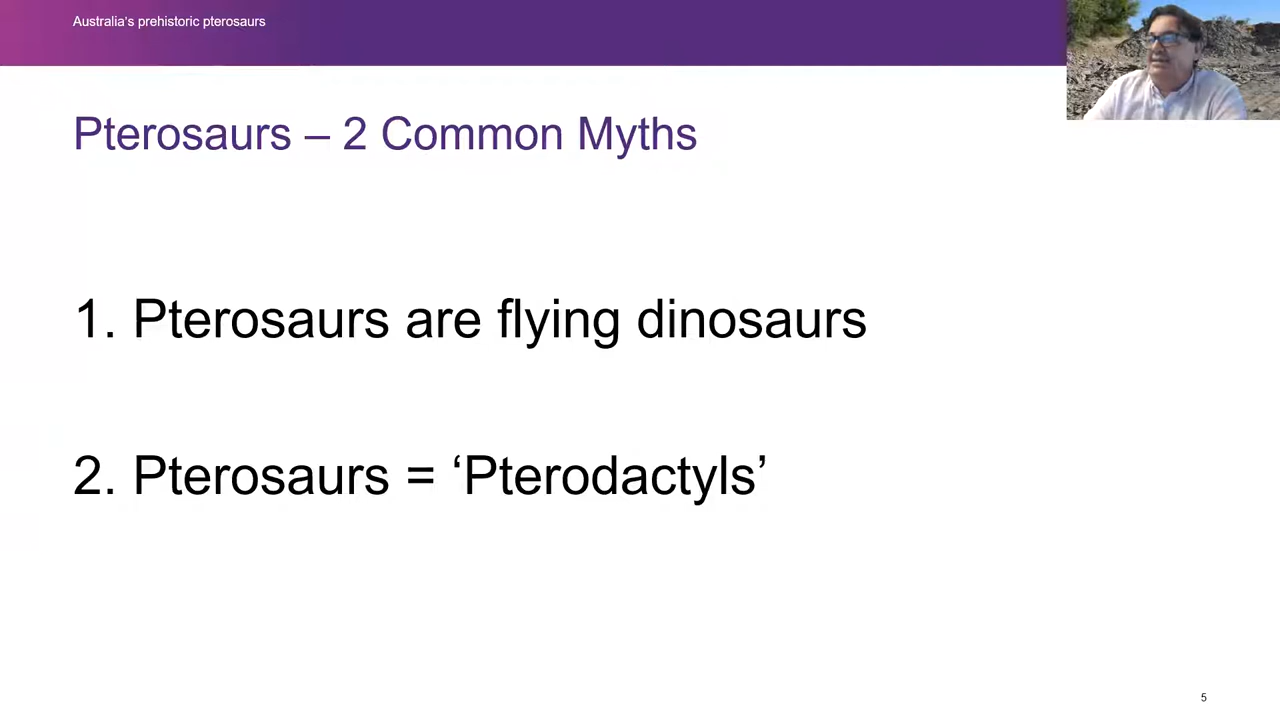 Australia's prehistoric pterosaurs
Pterosaurs – 2 Common Myths
1. Pterosaurs are flying dinosaurs
2. Pterosaurs = ‘Pterodactyls’
5